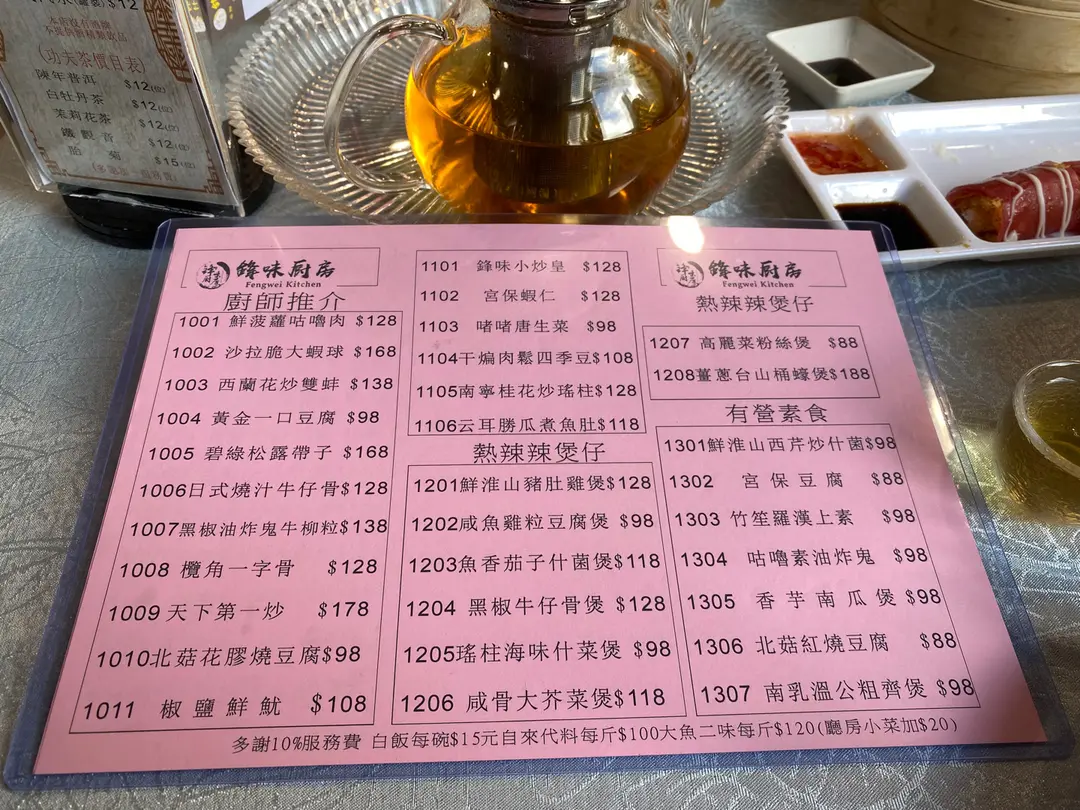 $12
本店設有酒牌
(功夫茶價目表)
陳年普洱 $12(位)
白牡丹茶 $12(位)
茉莉花茶 $12(位)
鐵觀音 $12(位)
胎菊 $15(位)
鋒味厨房
Fengwei Kitchen
廚師推介
1001 鮮菠蘿咕嚕肉 $128
1002 沙拉脆大蝦球 $168
1003 西蘭花炒雙蚌 $138
1004 黃金一口豆腐 $98
1005 碧綠松露帶子 $168
1006日式燒汁牛仔骨$128
1007黑椒油炸鬼牛柳粒$138
1008 欖角一字骨 $128
1009 天下第一炒 $178
1010北菇花膠燒豆腐$98
1011 椒鹽鮮魷 $108
1101 鋒味小炒皇 $128
1102 宮保蝦仁 $128
1103 啫啫唐生菜 $98
1104干煸肉鬆四季豆$108
1105南寧桂花炒瑤柱$128
1106云耳勝瓜煮魚肚$118
熱辣辣煲仔
1201鮮淮山豬肚雞煲$128
1202咸魚雞粒豆腐煲 $98
1203魚香茄子什菌煲$118
1204 黑椒牛仔骨煲 $128
1205瑤柱海味什菜煲 $98
1206 咸骨大芥菜煲$118
鋒味厨房
Fengwei Kitchen
熱辣辣煲仔
1207 高麗菜粉絲煲 $88
1208薑蔥台山桶蠔煲$188
有營素食
1301鮮淮山西芹炒什菌$98
1302 宮保豆腐 $88
1303 竹笙羅漢上素 $98
1304 咕嚕素油炸鬼 $98
1305 香芋南瓜煲 $98
1306 北菇紅燒豆腐 $88
1307 南乳溫公粗齊煲 $98
多謝10%服務費 白飯每碗$15元自來代料每斤$100大魚二味每斤$120(廳房小菜加$20)